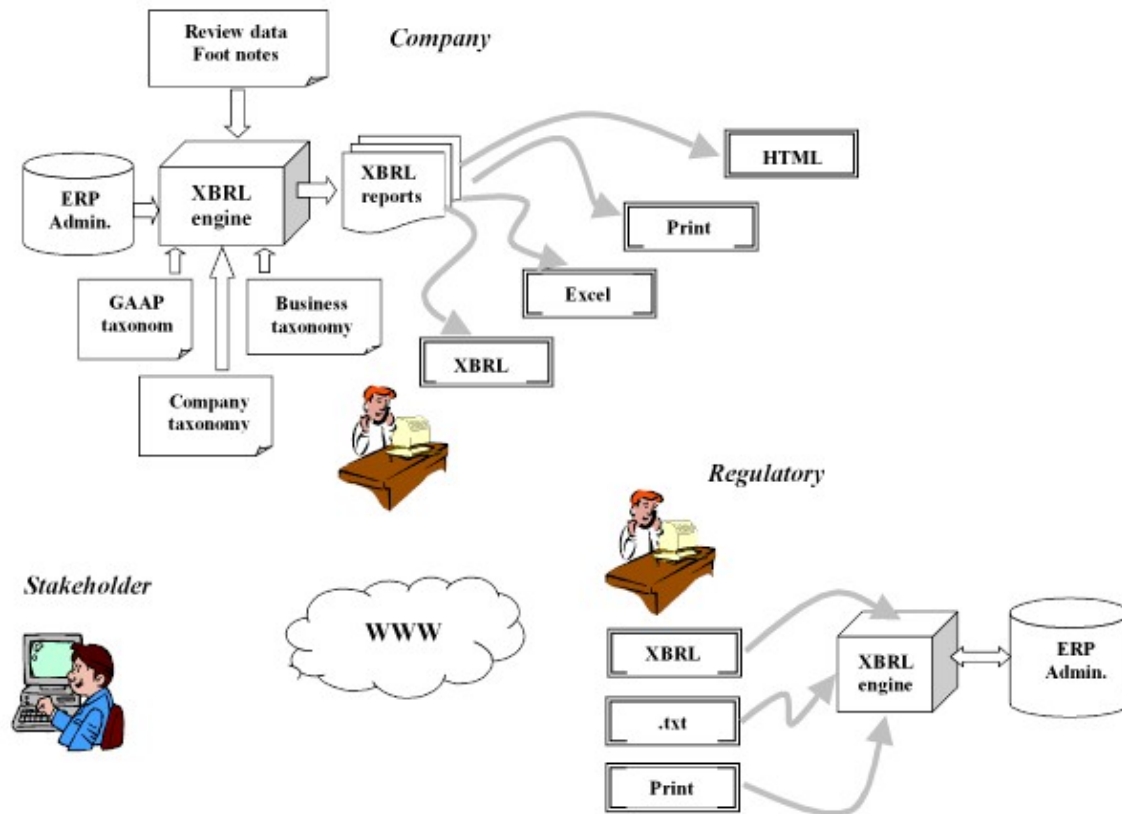 Review data
Foot notes
Company
HTML
ERP
Admin.
XBRL
engine
XBRL
reports
Print
Excel
GAAP
taxonom
Business
taxonomy
XBRL
Company
taxonomy
Regulatory
Stakeholder
WWW
XBRL
.txt
Print
XBRL
engine
ERP
Admin.